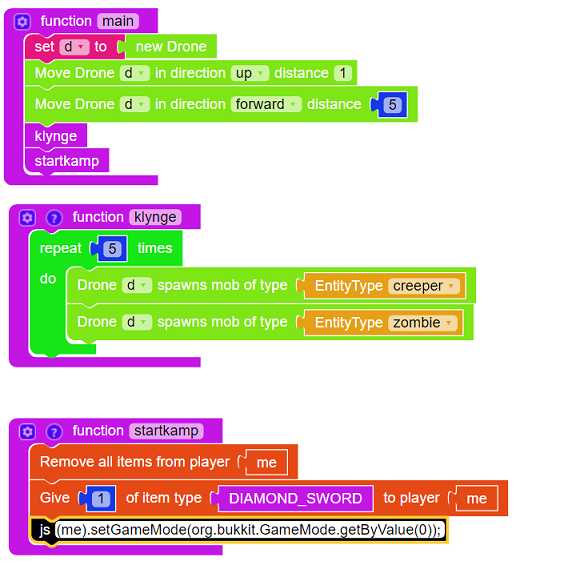 function main
set d to new Drone
Move Drone d in direction up distance 1
Move Drone d in direction forward distance 5
klynge
startkamp
? function klynge
repeat 5 times
do
Drone d spawns mob of type EntityType creeper
Drone d spawns mob of type EntityType zombie
? function startkamp
Remove all items from player me
Give 1 of item type DIAMOND_SWORD to player me
js (me).setGameMode(org.bukkit.GameMode.getByValue(0));